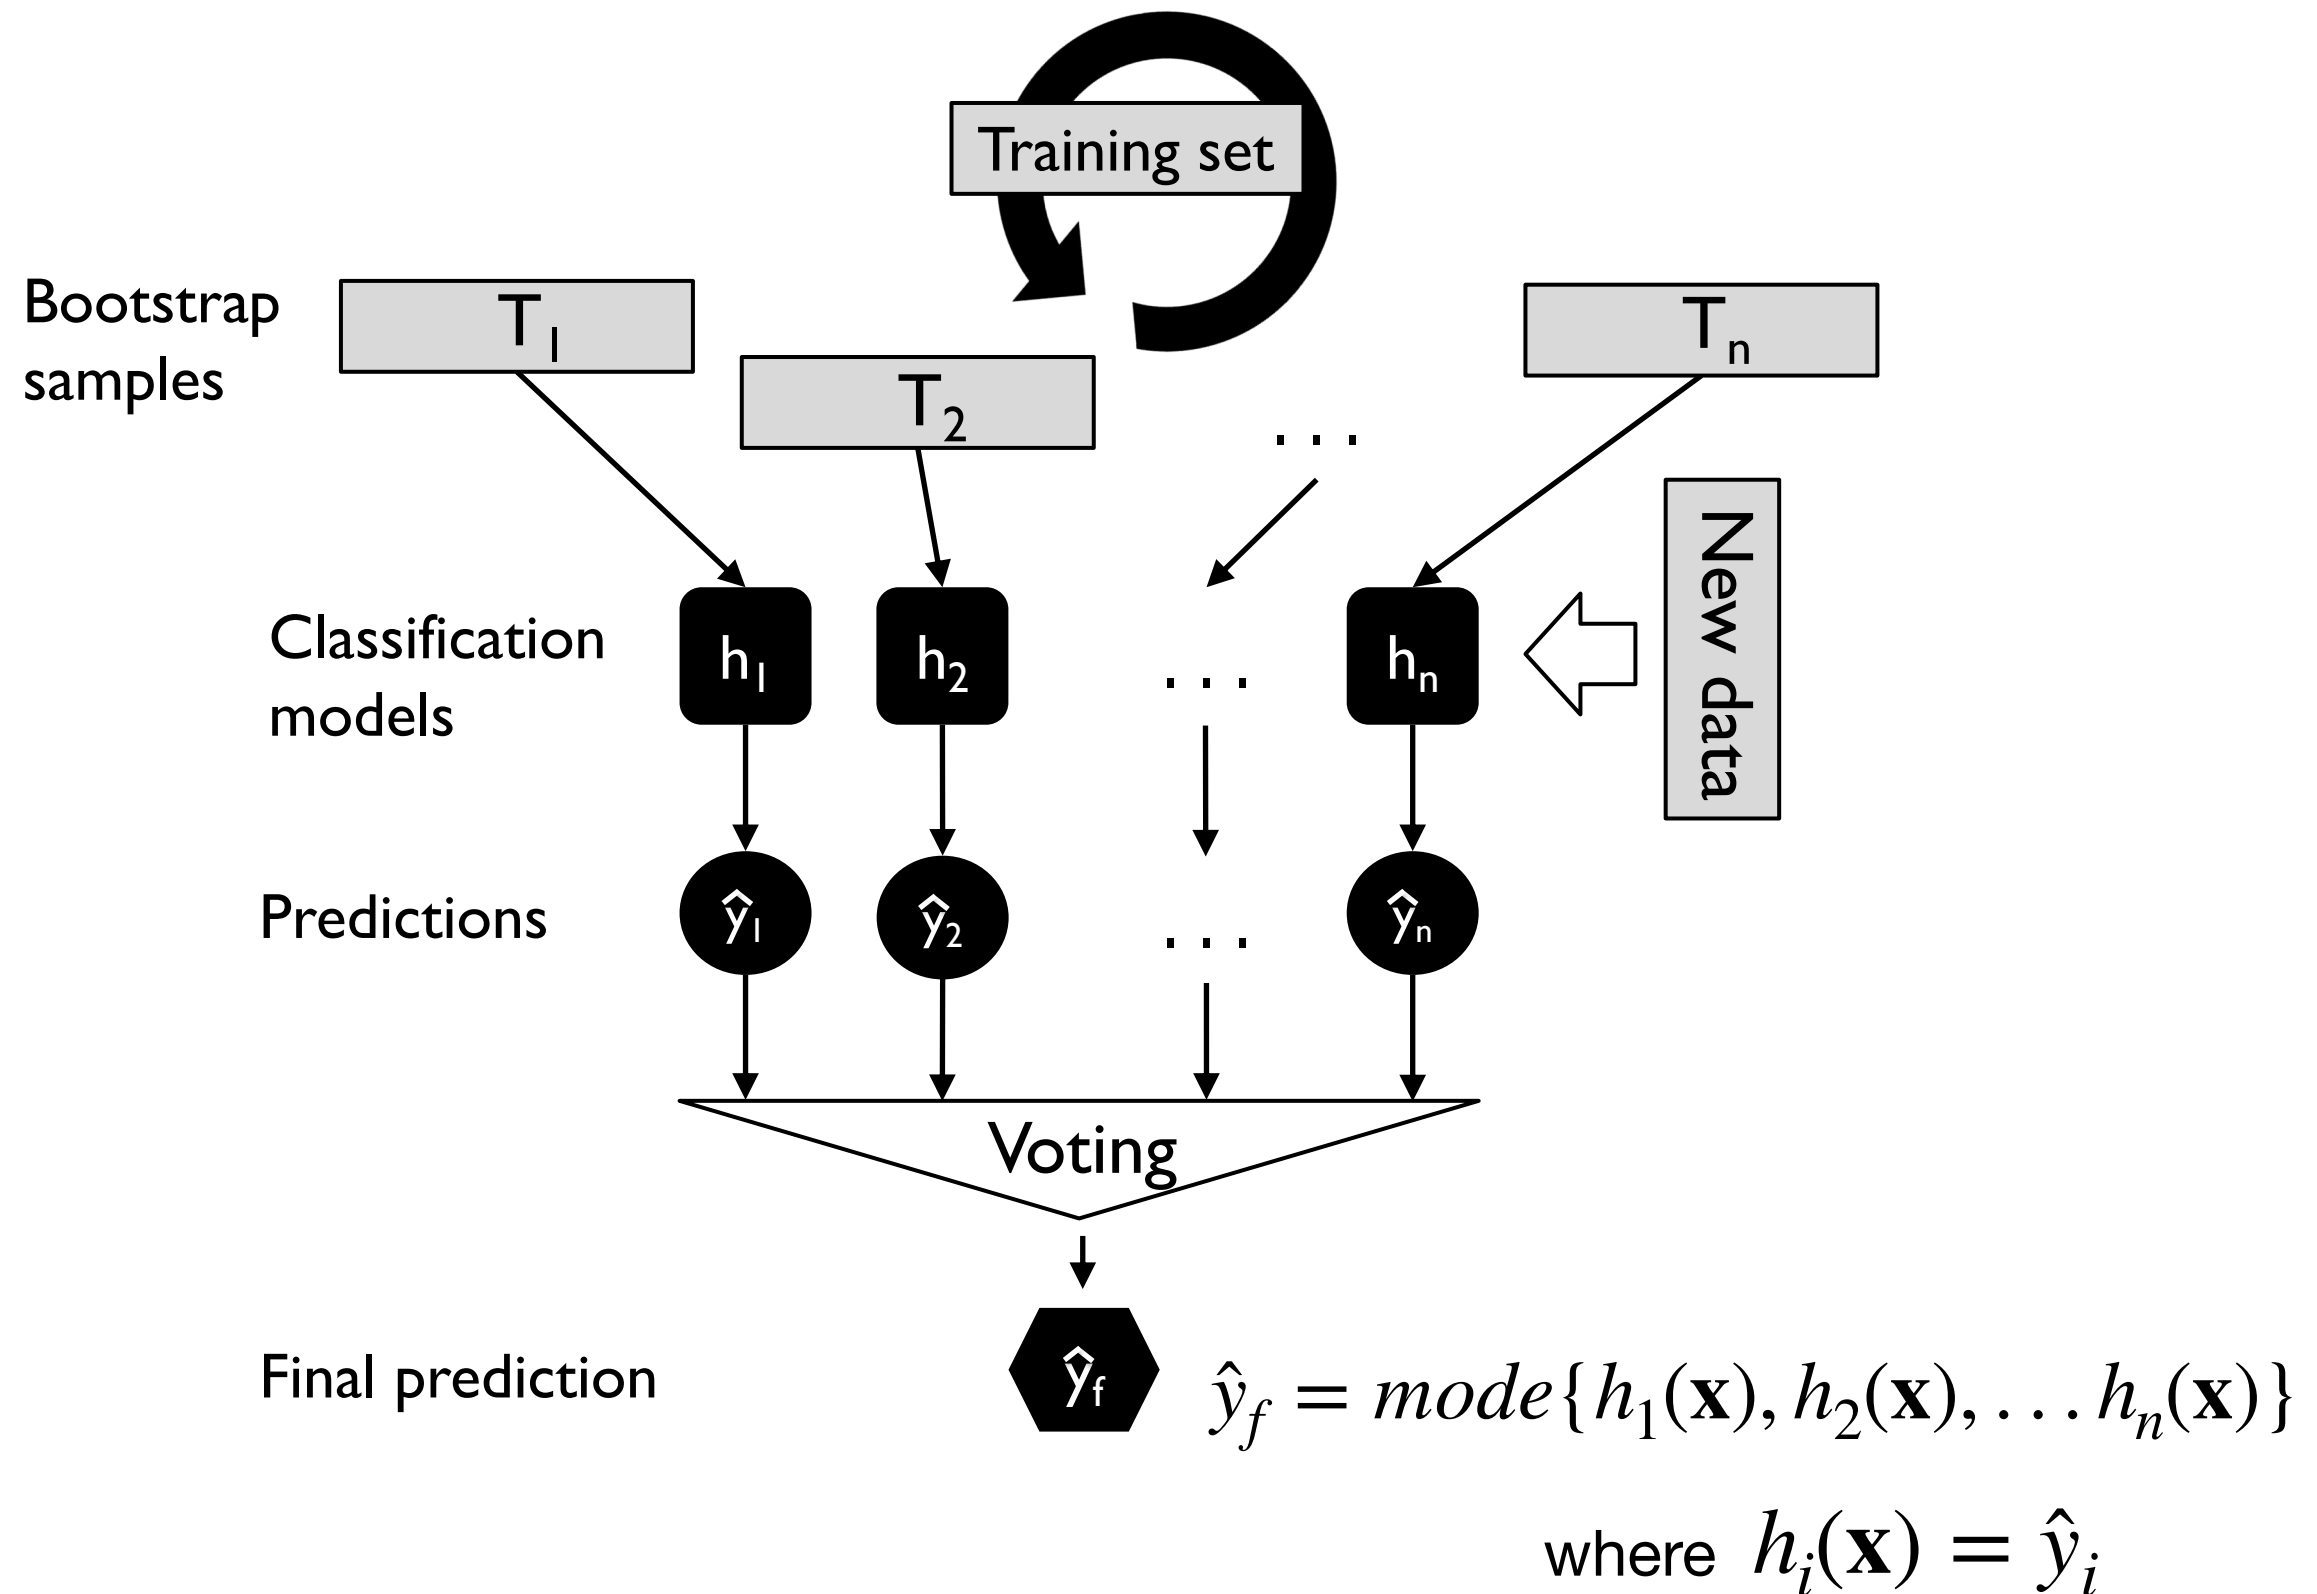 Training set
Bootstrap
samples
T1
T2
. . .
Tn
New data
Classification
models
h1
h2
. . .
hn
Predictions
ŷ1
ŷ2
. . .
ŷn
Voting
Final prediction
ŷf
ŷf = mode{h1(x), h2(x), . . . hn(x)}
where hi(x) = ŷi